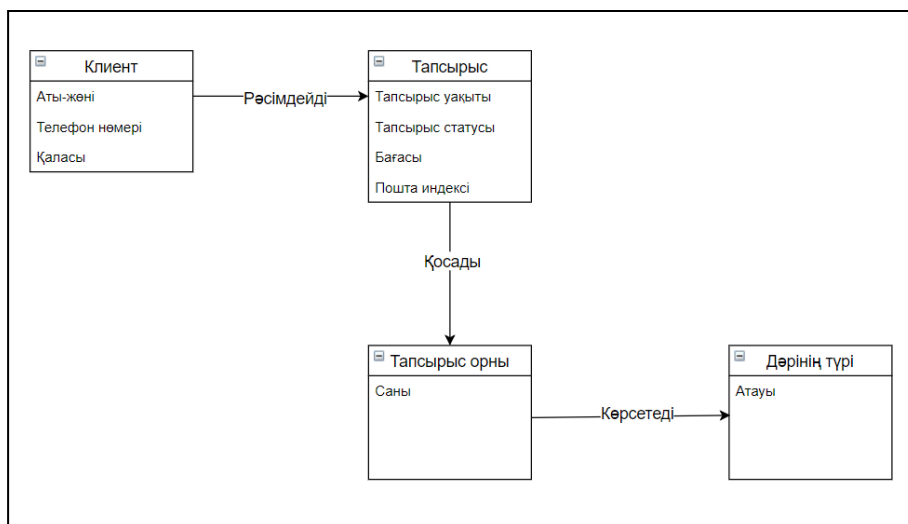 Клиент
Аты-жөні
Телефон нөмері
Қаласы
Рәсімдейді
Тапсырыс
Тапсырыс уақыты
Тапсырыс статусы
Бағасы
Пошта индексі
Қосады
Тапсырыс орны
Саны
Көрсетеді
Дәрінің түрі
Атауы